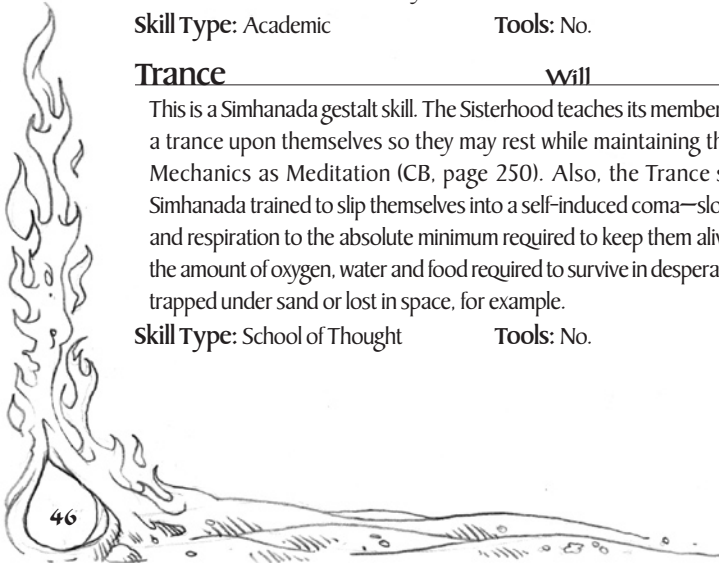 Skill Type: Academic Tools: No.
Trance Will
This is a Simhanada gestalt skill. The Sisterhood teaches its member
a trance upon themselves so they may rest while maintaining th
Mechanics as Meditation (CB, page 250). Also, the Trance s
Simhanada trained to slip themselves into a self-induced coma—slo
and respiration to the absolute minimum required to keep them aliv
the amount of oxygen, water and food required to survive in despera
trapped under sand or lost in space, for example.
Skill Type: School of Thought Tools: No.
46